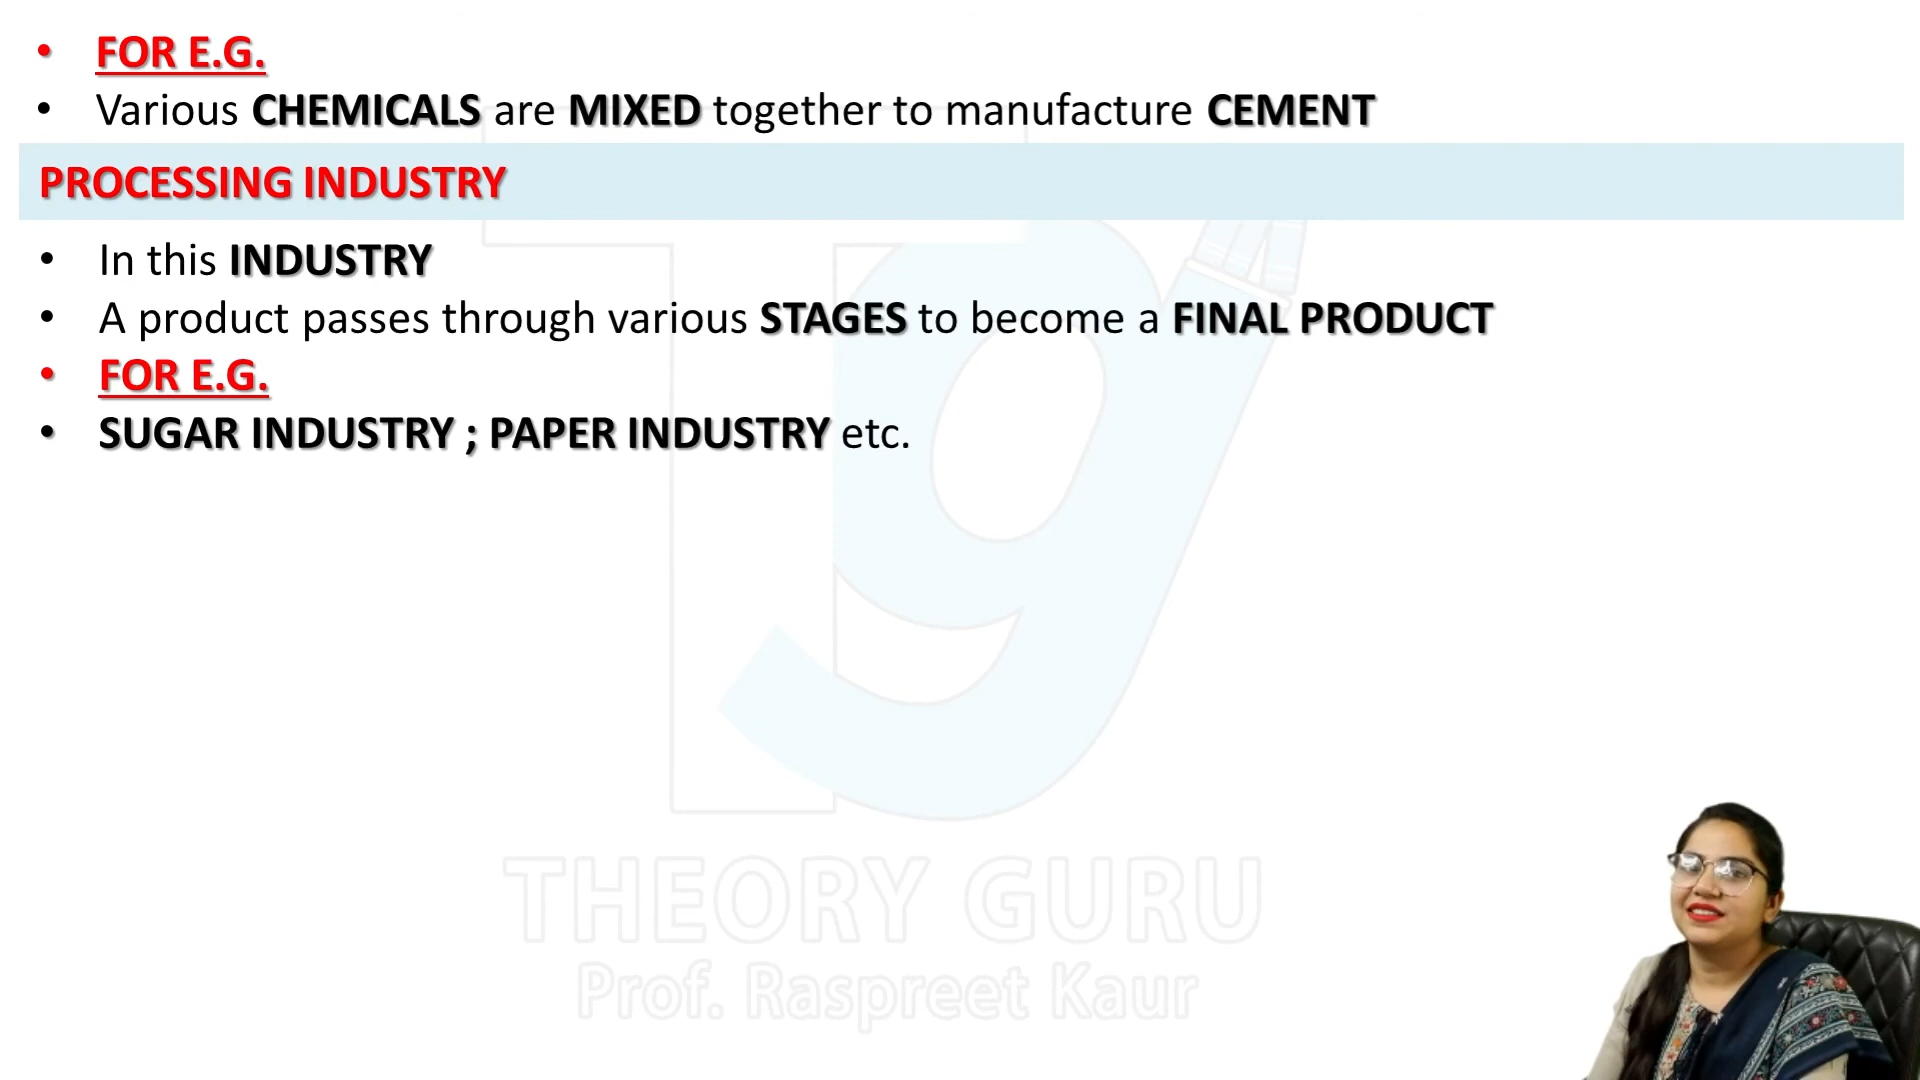 • FOR E.G.
• Various CHEMICALS are MIXED together to manufacture CEMENT
PROCESSING INDUSTRY
• In this INDUSTRY
• A product passes through various STAGES to become a FINAL PRODUCT
• FOR E.G.
• SUGAR INDUSTRY ; PAPER INDUSTRY etc.
THEORY GURU
Prof. Raspreet Kaur